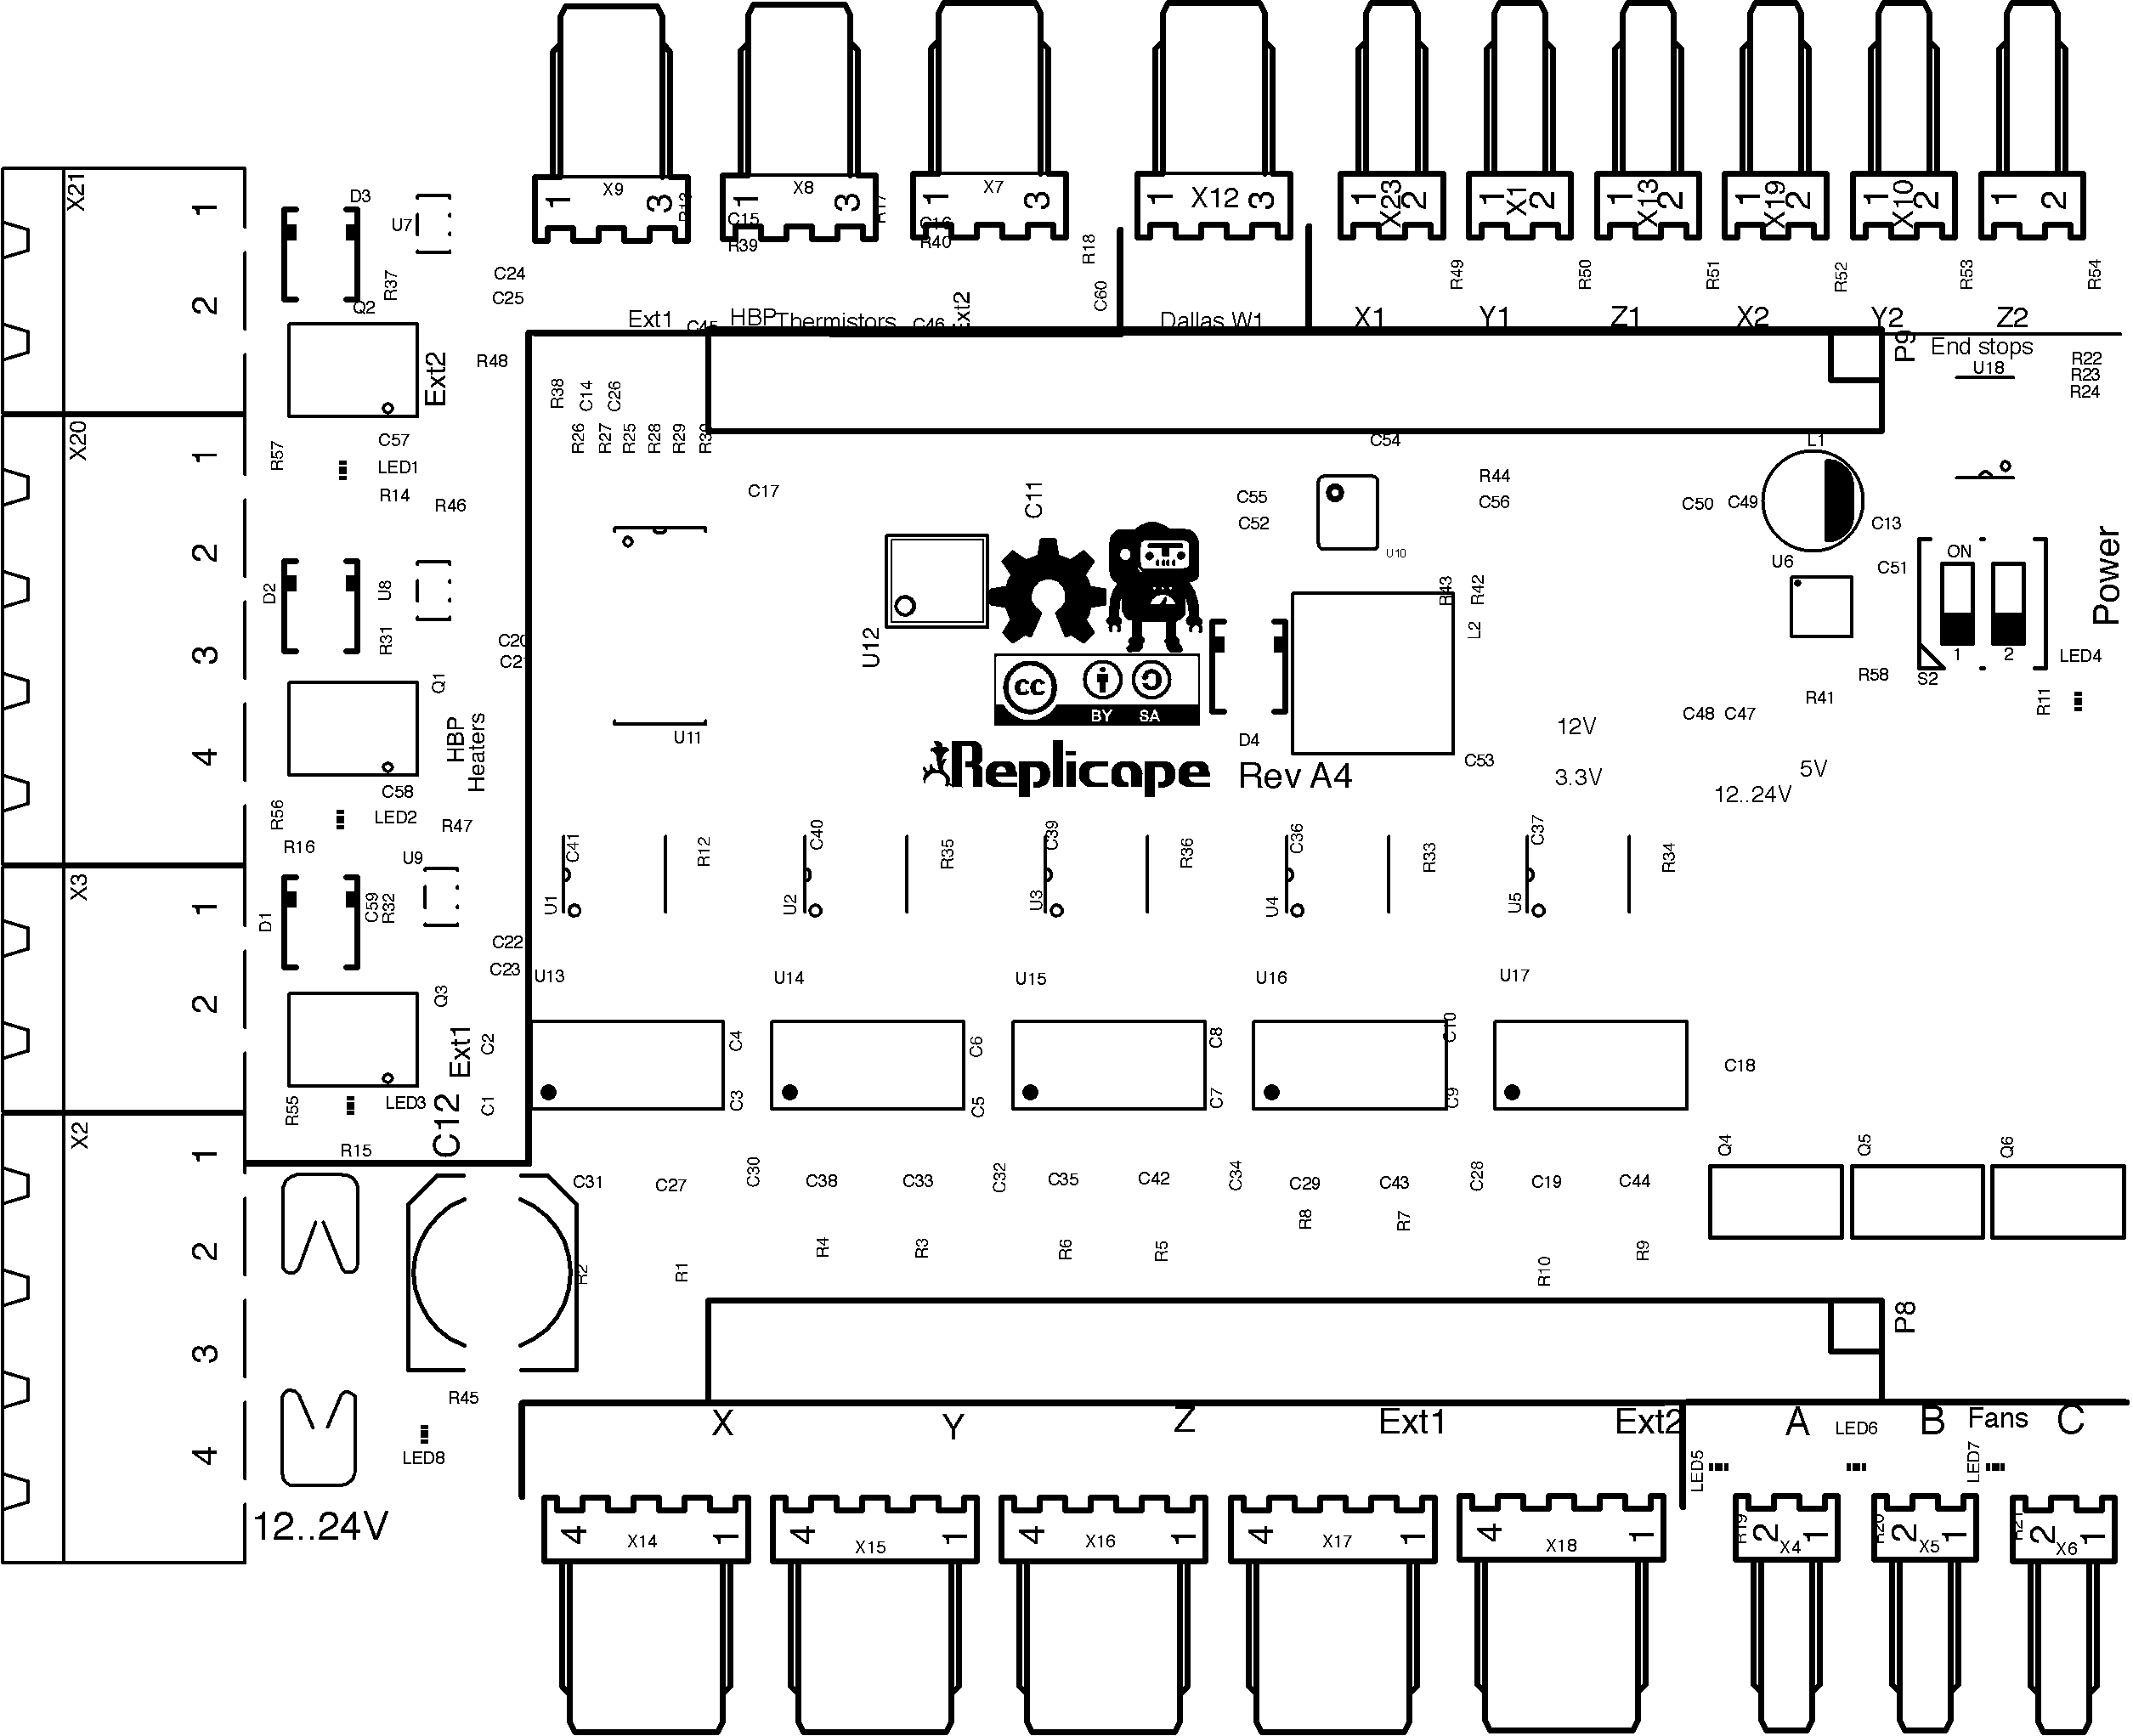 X9
1
3
X8
1
3
X7
1
3
X12
1
3
X23
1
2
X1
1
2
X13
1
2
X19
1
2
X10
1
2
1
2
C15
R39
R17
C16
R40
R18
C60
R49
R50
R51
R52
R53
R54
Ext1
HBP
Thermistors
C46
Ext2
Dallas W1
X1
Y1
Z1
X2
Y2
Z2
End stops
P9
U18
R22
R23
R24
X21
1
2
D3
U7
R37
Q2
C24
C25
Ext2
R48
X20
1
2
3
4
R57
C57
LED1
R14
R46
D2
U8
R31
C20
C21
Q1
HBP
Heaters
C58
R56
LED2
R47
R16
X3
1
2
U9
D1
C59
R32
C22
C23
Q3
Ext1
C2
C1
C12
R55
LED3
R15
X2
1
2
3
4
12..24V
R45
LED8
R38
C14
C26
R26
R27
R25
R28
R29
C17
C54
L1
C11
C55
C52
U10
R44
C56
C50
C49
C13
U6
C51
ON
1
2
S2
Power
LED4
R11
R58
R41
C48
C47
U12
U11
R43
R42
L2
D4
C53
cc
BY
SA
Replicape
Rev A4
12V
3.3V
5V
12..24V
C41
U1
R12
C40
U2
R35
C39
U3
R36
C36
U4
R33
C37
U5
R34
U13
U14
U15
U16
U17
C4
C3
C6
C5
C8
C7
C10
C9
C18
Q4
Q5
Q6
C31
C27
C30
C38
C33
C32
C35
C42
C34
C29
C43
C28
C19
C44
R2
R1
R4
R3
R6
R5
R8
R7
R10
R9
P8
X
Y
Z
Ext1
Ext2
A
LED6
B
Fans
C
LED5
LED7
4
X14
1
4
X15
1
4
X16
1
4
X17
1
4
X18
1
R19
2
X4
1
R20
2
X5
1
R21
2
X6
1